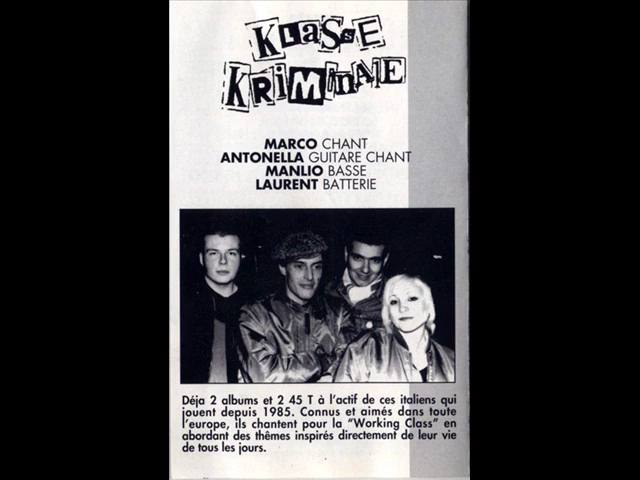 KLASSE
KRIMINALE
MARCO CHANT
ANTONELLA GUITARE CHANT
MANLIO BASSE
LAURENT BATTERIE
Déja 2 albums et 2 45 T à l'actif de ces italiens qui
jouent depuis 1985. Connus et aimés dans toute
l'europe, ils chantent pour la "Working Class" en
abordant des thêmes inspirés directement de leur vie
de tous les jours.